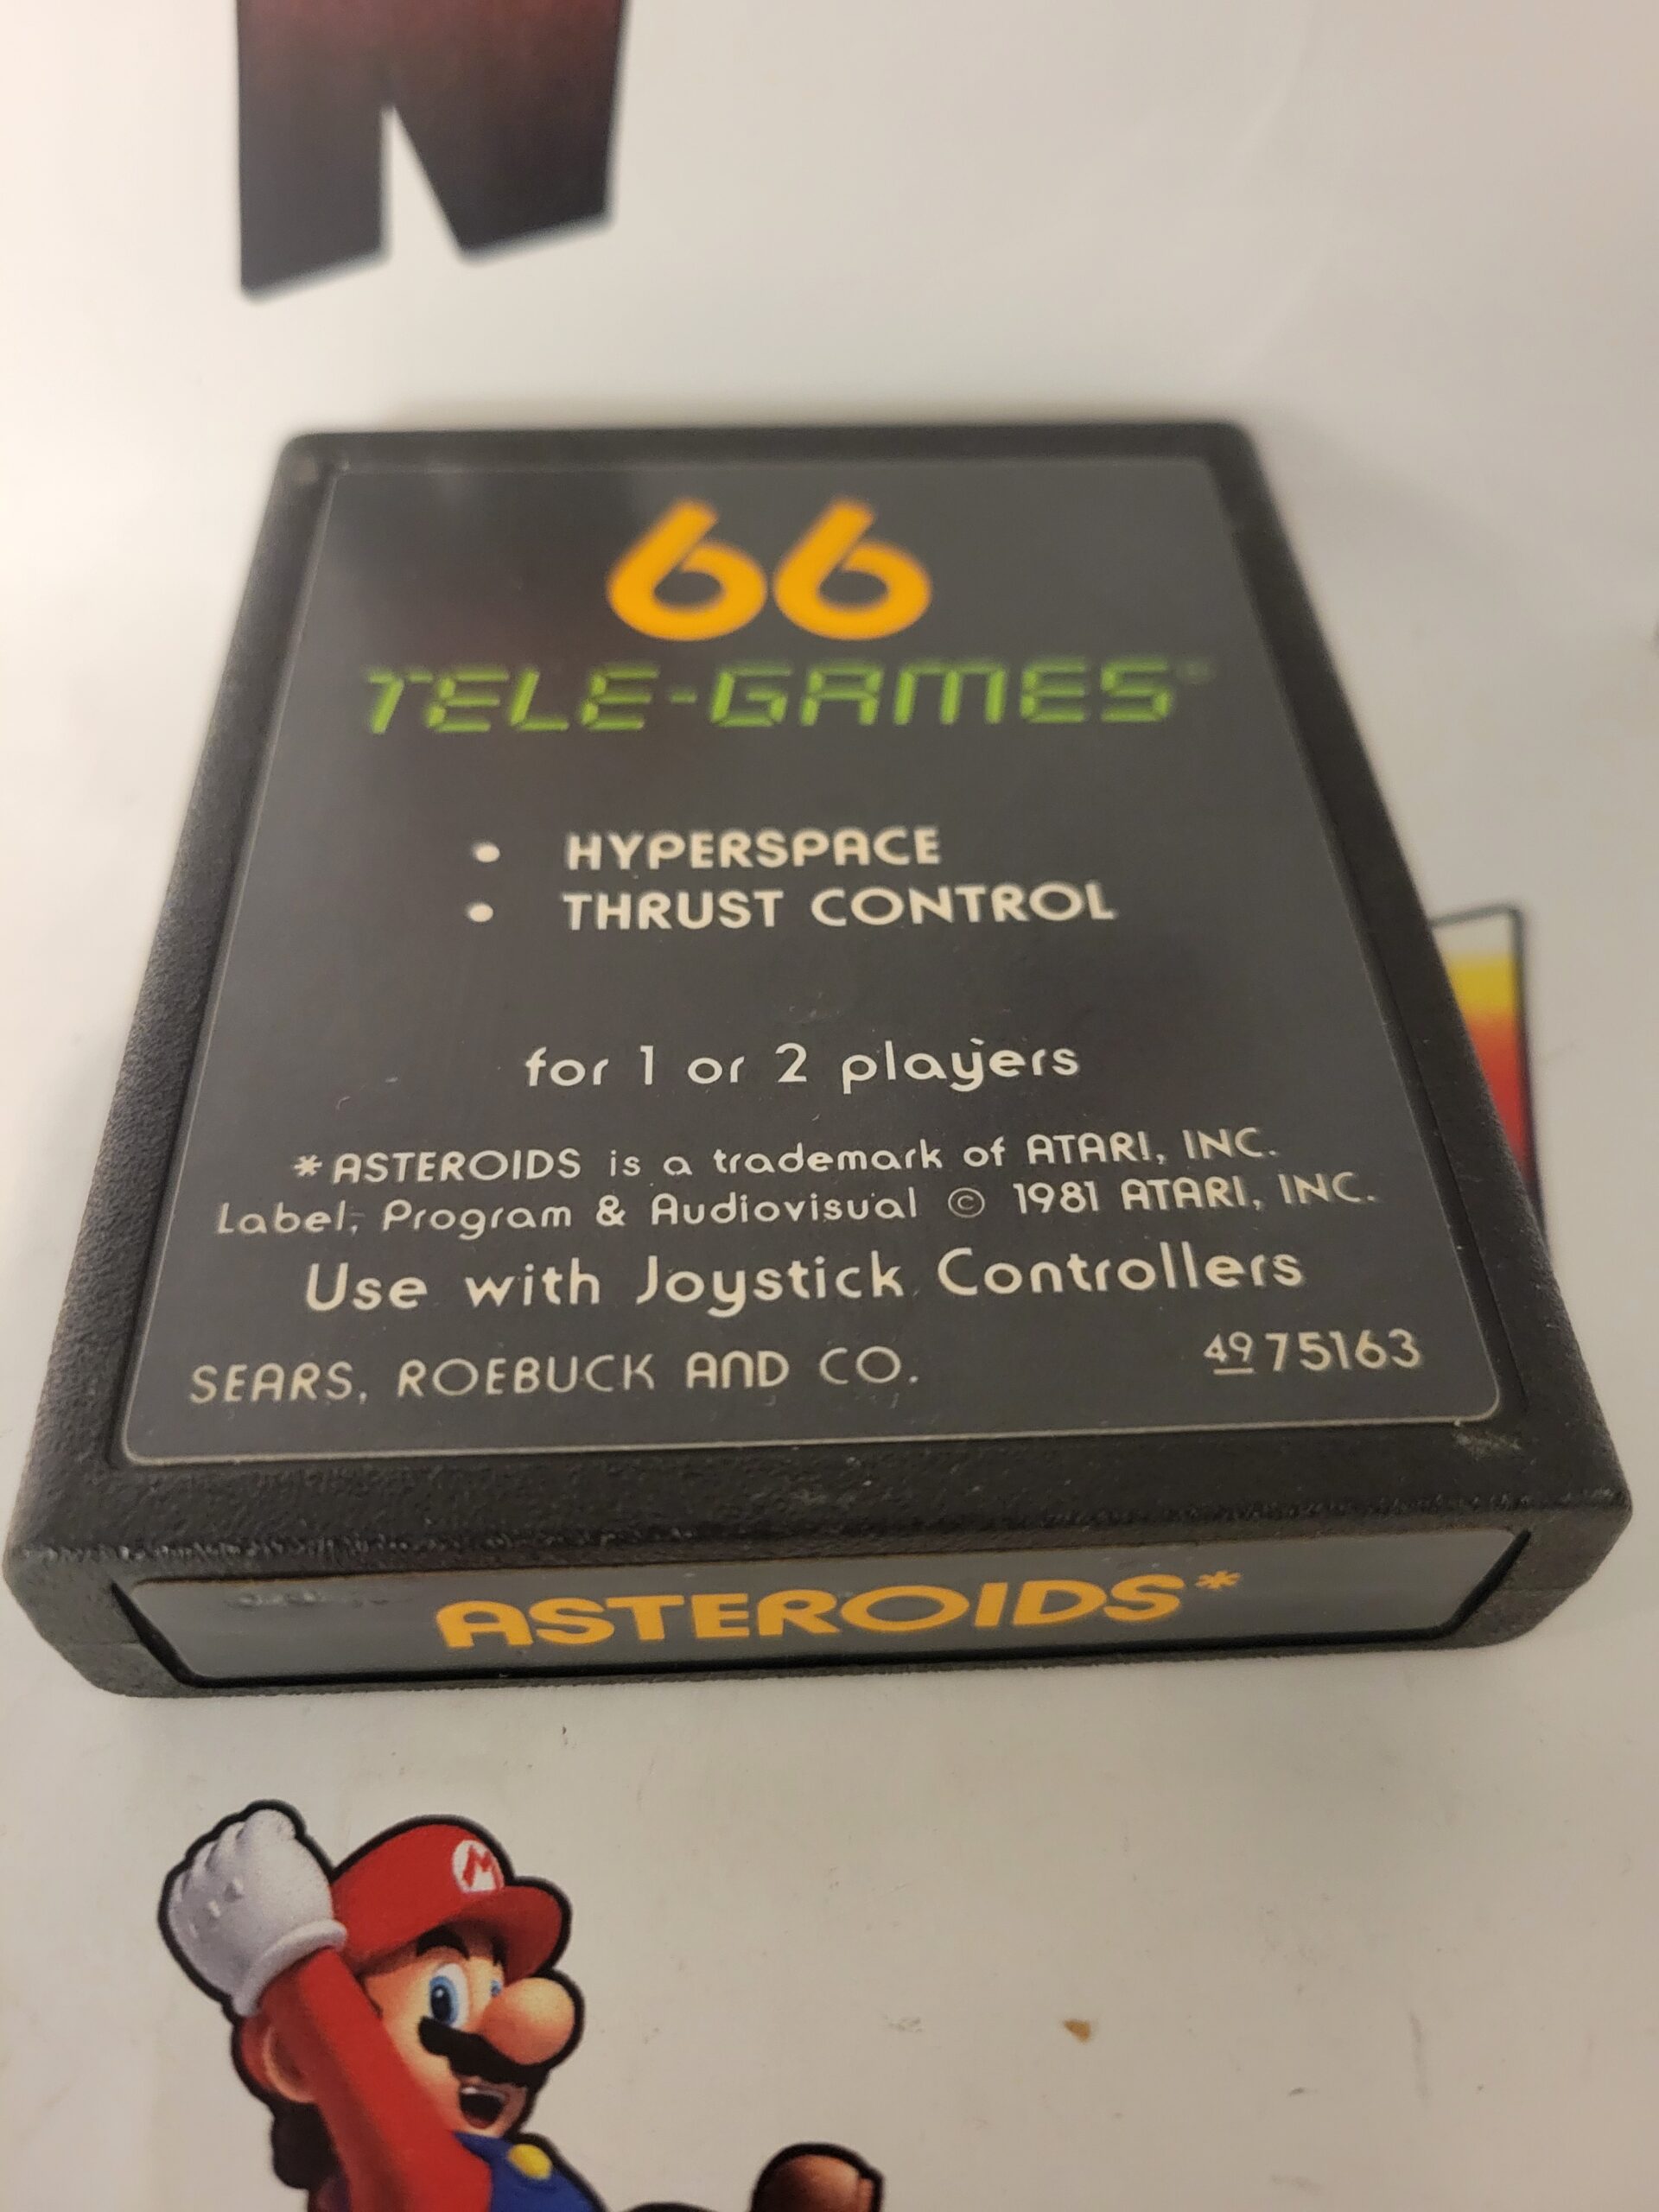 66
TELE-GAMES®
• HYPERSPACE
• THRUST CONTROL
for 1 or 2 players
*ASTEROIDS is a trademark of ATARI, INC.
Label, Program & Audiovisual © 1981 ATARI, INC.
Use with Joystick Controllers
SEARS, ROEBUCK AND CO. 49 75163
ASTEROIDS*
M